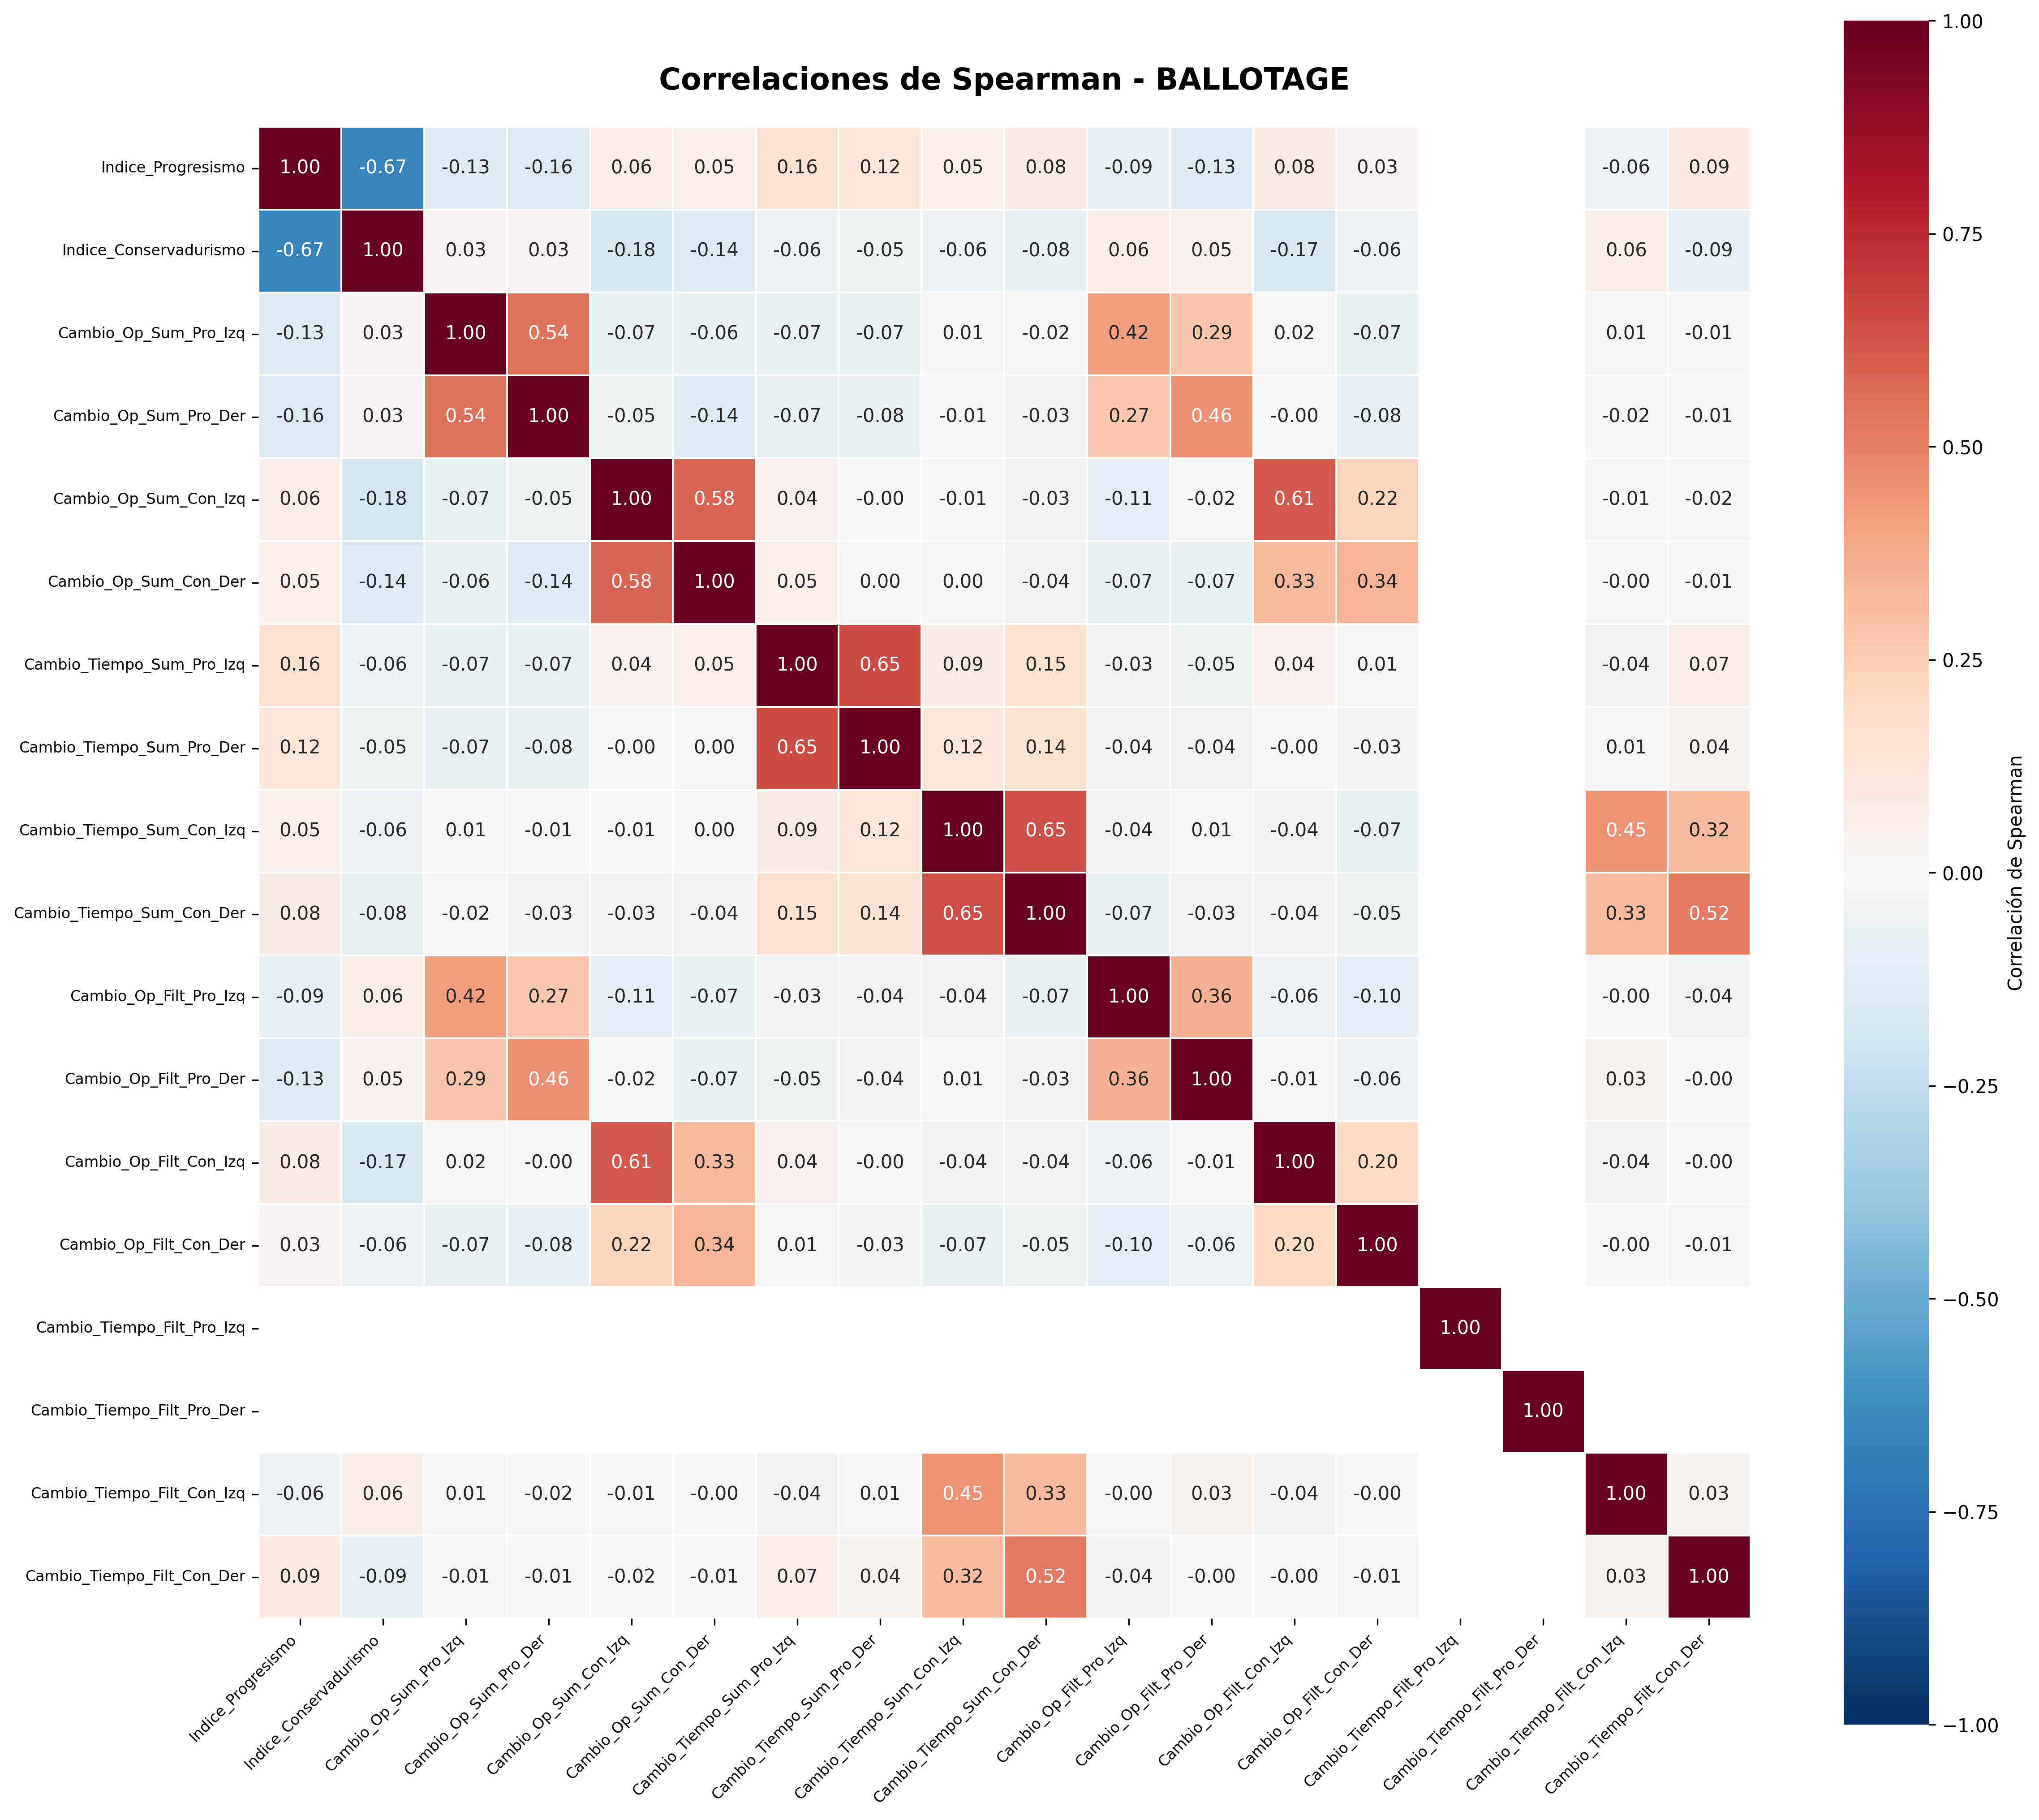 Correlaciones de Spearman - BALLOTAGE
Indice_Progresismo 1.00 -0.67 -0.13 -0.16 0.06 0.05 0.16 0.12 0.05 0.08 -0.09 -0.13 0.08 0.03 -0.06 0.09
Indice_Conservadurismo -0.67 1.00 0.03 0.03 -0.18 -0.14 -0.06 -0.05 -0.06 -0.08 0.06 0.05 -0.17 -0.06 0.06 -0.09
Cambio_Op_Sum_Pro_Izq -0.13 0.03 1.00 0.54 -0.07 -0.06 -0.07 -0.07 0.01 -0.02 0.42 0.29 0.02 -0.07 0.01 -0.01
Cambio_Op_Sum_Pro_Der -0.16 0.03 0.54 1.00 -0.05 -0.14 -0.07 -0.08 -0.01 -0.03 0.27 0.46 -0.00 -0.08 -0.02 -0.01
Cambio_Op_Sum_Con_Izq 0.06 -0.18 -0.07 -0.05 1.00 0.58 0.04 -0.00 -0.01 -0.03 -0.11 -0.02 0.61 0.22 -0.01 -0.02
Cambio_Op_Sum_Con_Der 0.05 -0.14 -0.06 -0.14 0.58 1.00 0.05 0.00 0.00 -0.04 -0.07 -0.07 0.33 0.34 -0.00 -0.01
Cambio_Tiempo_Sum_Pro_Izq 0.16 -0.06 -0.07 -0.07 0.04 0.05 1.00 0.65 0.09 0.15 -0.03 -0.05 0.04 0.01 -0.04 0.07
Cambio_Tiempo_Sum_Pro_Der 0.12 -0.05 -0.07 -0.08 -0.00 0.00 0.65 1.00 0.12 0.14 -0.04 -0.04 -0.00 -0.03 0.01 0.04
Cambio_Tiempo_Sum_Con_Izq 0.05 -0.06 0.01 -0.01 -0.01 0.00 0.09 0.12 1.00 0.65 -0.04 0.01 -0.04 -0.07 0.45 0.32
Cambio_Tiempo_Sum_Con_Der 0.08 -0.08 -0.02 -0.03 -0.03 -0.04 0.15 0.14 0.65 1.00 -0.07 -0.03 -0.04 -0.05 0.33 0.52
Cambio_Op_Filt_Pro_Izq -0.09 0.06 0.42 0.27 -0.11 -0.07 -0.03 -0.04 -0.04 -0.07 1.00 0.36 -0.06 -0.10 -0.00 -0.04
Cambio_Op_Filt_Pro_Der -0.13 0.05 0.29 0.46 -0.02 -0.07 -0.05 -0.04 0.01 -0.03 0.36 1.00 -0.01 -0.06 0.03 -0.00
Cambio_Op_Filt_Con_Izq 0.08 -0.17 0.02 -0.00 0.61 0.33 0.04 -0.00 -0.04 -0.04 -0.06 -0.01 1.00 0.20 -0.04 -0.00
Cambio_Op_Filt_Con_Der 0.03 -0.06 -0.07 -0.08 0.22 0.34 0.01 -0.03 -0.07 -0.05 -0.10 -0.06 0.20 1.00 -0.00 -0.01
Cambio_Tiempo_Filt_Pro_Izq 1.00
Cambio_Tiempo_Filt_Pro_Der 1.00
Cambio_Tiempo_Filt_Con_Izq -0.06 0.06 0.01 -0.02 -0.01 -0.00 -0.04 0.01 0.45 0.33 -0.00 0.03 -0.04 -0.00 1.00 0.03
Cambio_Tiempo_Filt_Con_Der 0.09 -0.09 -0.01 -0.01 -0.02 -0.01 0.07 0.04 0.32 0.52 -0.04 -0.00 -0.00 -0.01 0.03 1.00
Indice_Progresismo
Indice_Conservadurismo
Cambio_Op_Sum_Pro_Izq
Cambio_Op_Sum_Pro_Der
Cambio_Op_Sum_Con_Izq
Cambio_Op_Sum_Con_Der
Cambio_Tiempo_Sum_Pro_Izq
Cambio_Tiempo_Sum_Pro_Der
Cambio_Tiempo_Sum_Con_Izq
Cambio_Tiempo_Sum_Con_Der
Cambio_Op_Filt_Pro_Izq
Cambio_Op_Filt_Pro_Der
Cambio_Op_Filt_Con_Izq
Cambio_Op_Filt_Con_Der
Cambio_Tiempo_Filt_Pro_Izq
Cambio_Tiempo_Filt_Pro_Der
Cambio_Tiempo_Filt_Con_Izq
Cambio_Tiempo_Filt_Con_Der
1.00
0.75
0.50
0.25
0.00
−0.25
−0.50
−0.75
−1.00
Correlación de Spearman